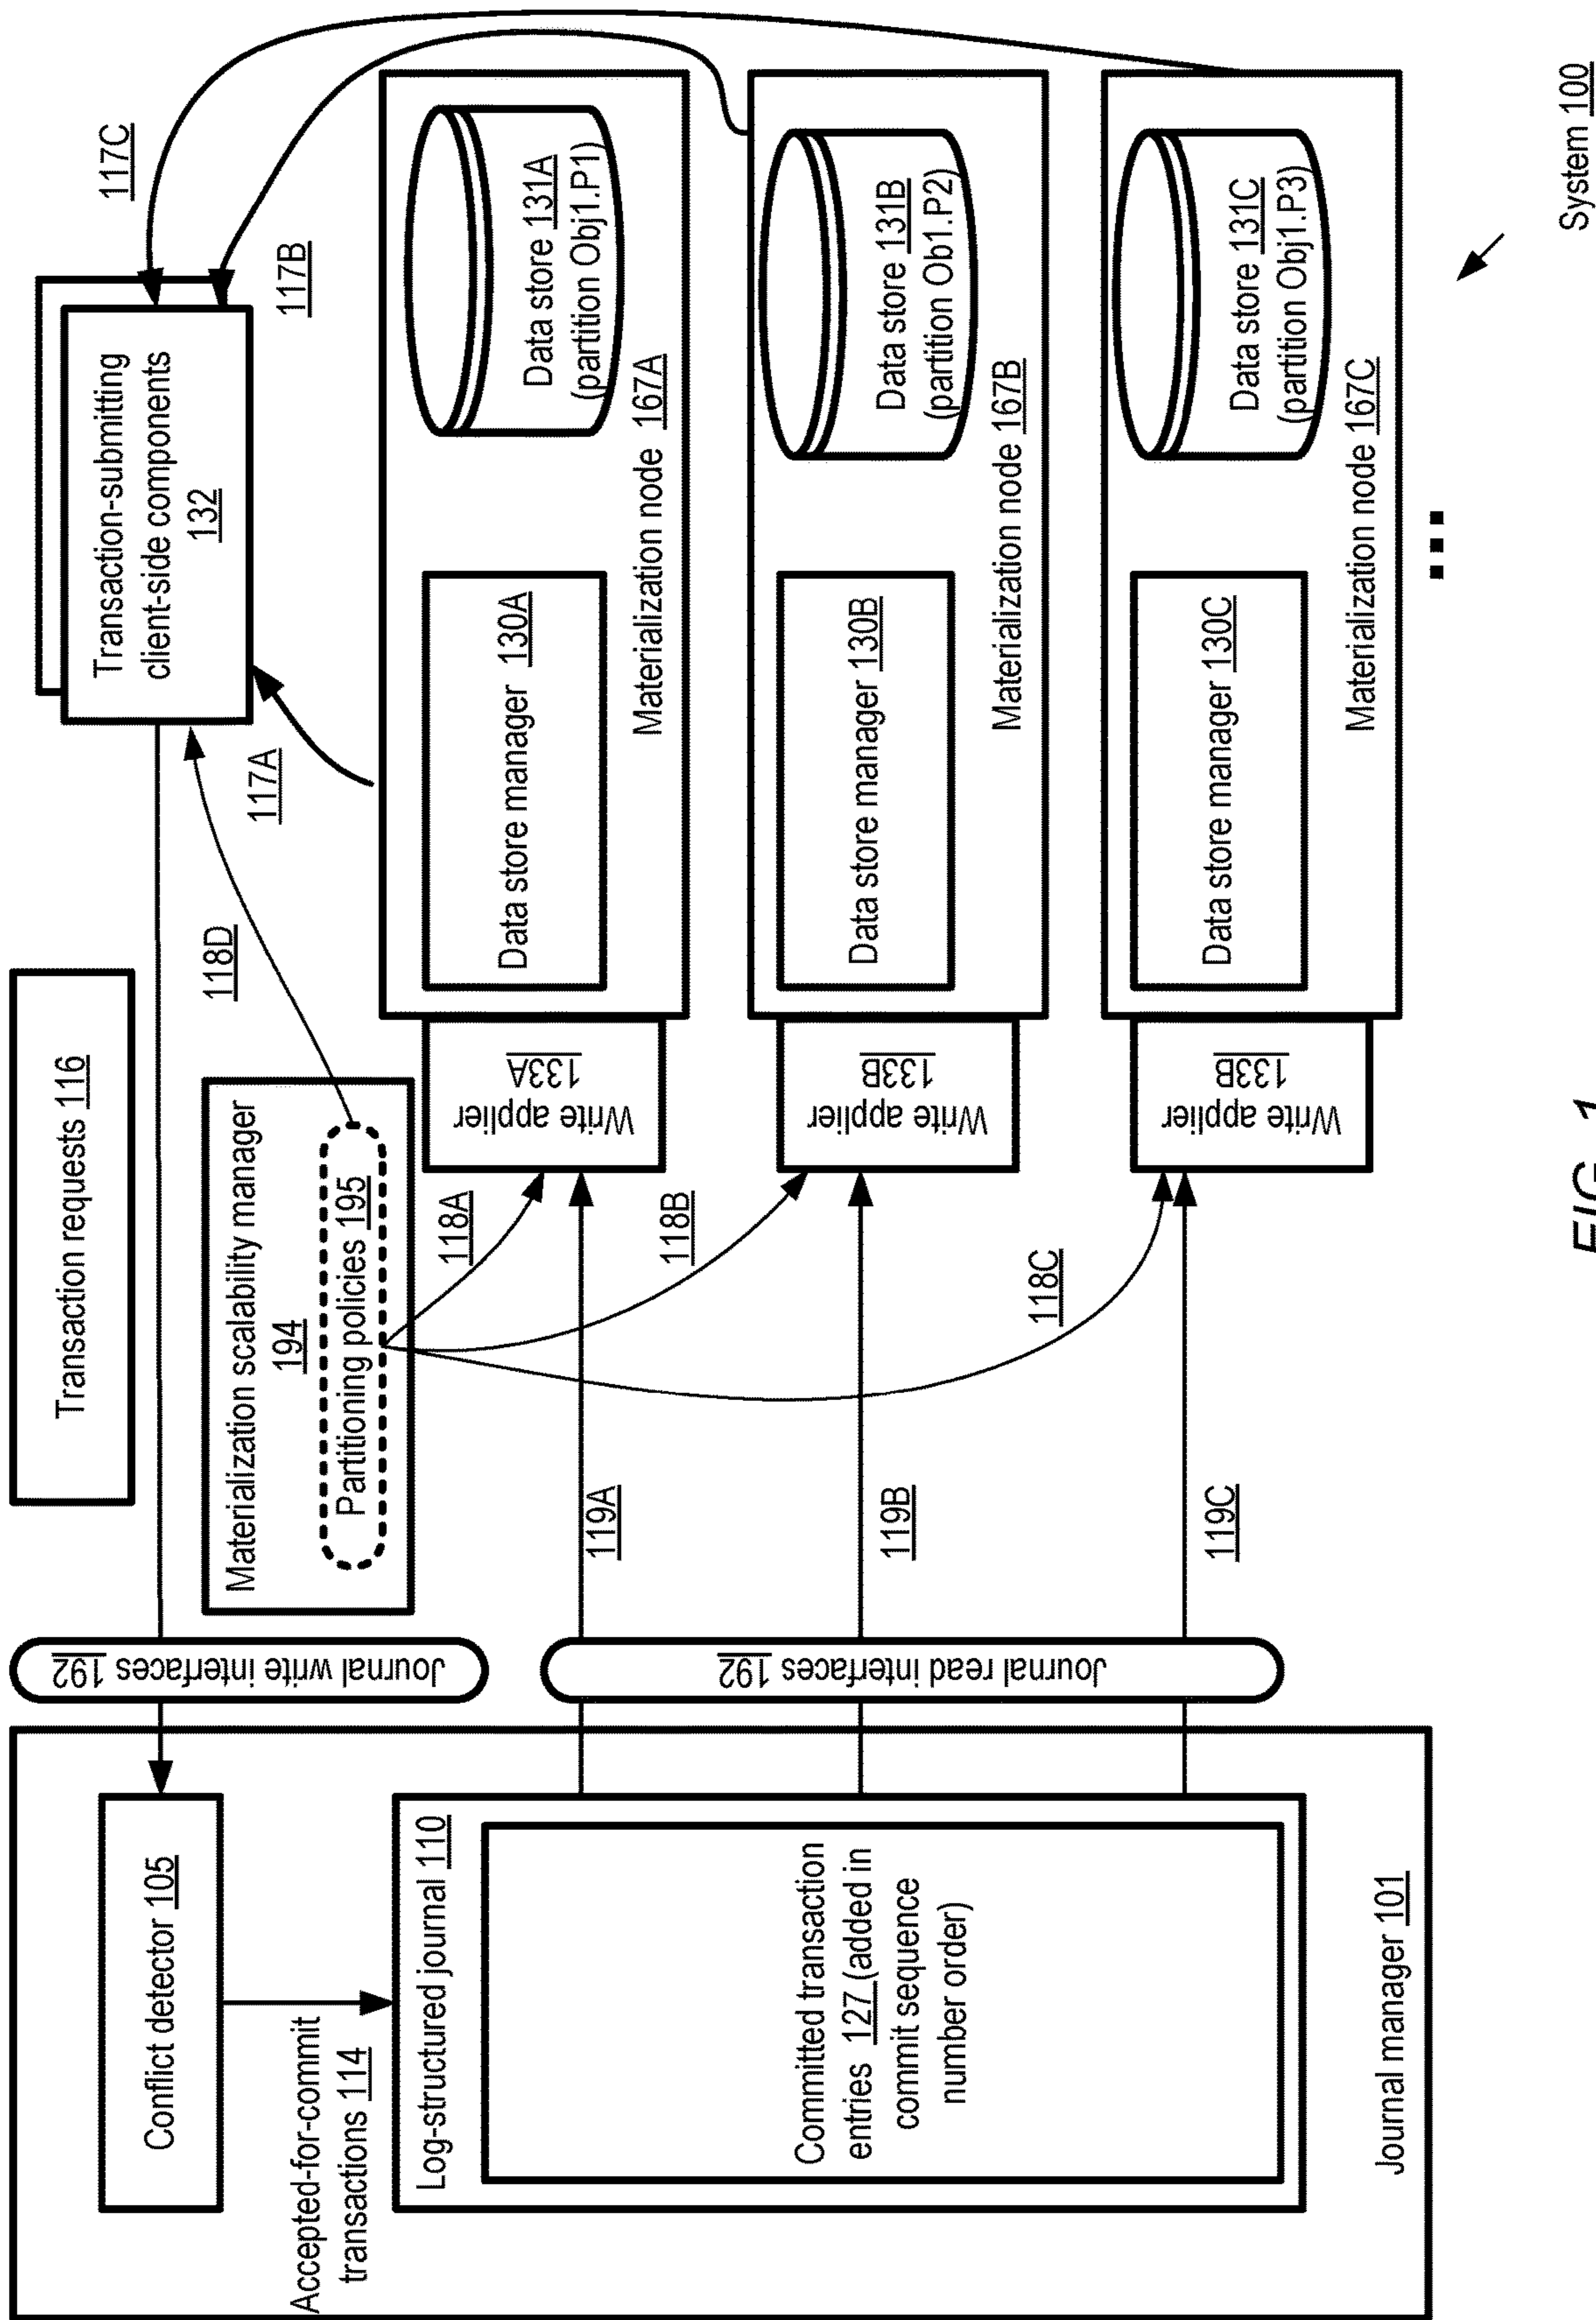 Transaction requests 116
Transaction-submitting
client-side components
132
117C
117B
117A
118D
Journal write interfaces 192
Conflict detector 105
Accepted-for-commit
transactions 114
Materialization scalability manager
194
Partitioning policies 195
118A
118B
118C
Log-structured journal 110
Committed transaction
entries 127 (added in
commit sequence
number order)
Journal manager 101
Journal read interfaces 192
119A
119B
119C
Write applier
133A
Data store manager 130A
Data store 131A
(partition Obj1.P1)
Materialization node 167A
Write applier
133B
Data store manager 130B
Data store 131B
(partition Ob1.P2)
Materialization node 167B
Write applier
133B
Data store manager 130C
Data store 131C
(partition Obj1.P3)
Materialization node 167C
System 100
FIG. 1